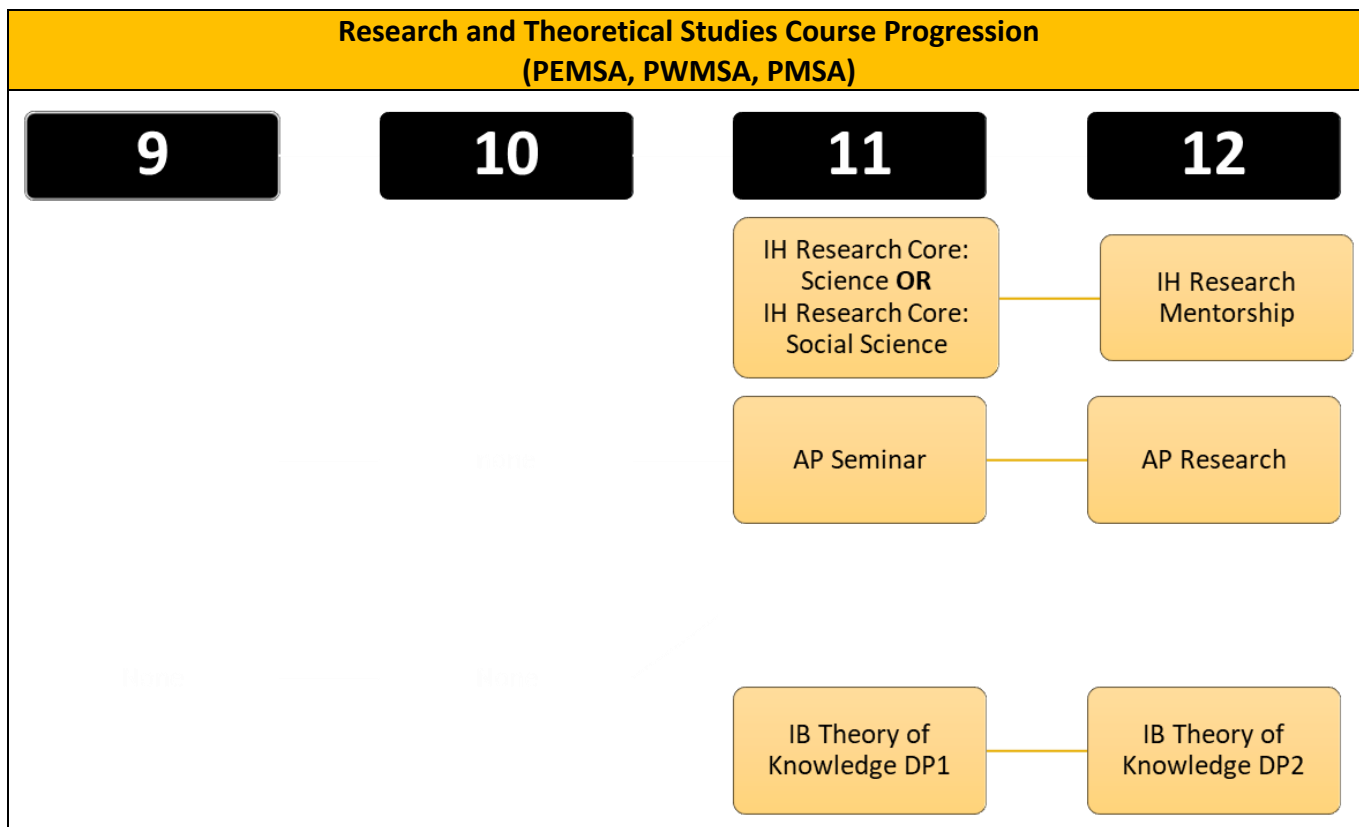 Research and Theoretical Studies Course Progression
(PEMSA, PWMSA, PMSA)
9
10
11
12
IH Research Core:
Science OR
IH Research Core:
Social Science
IH Research
Mentorship
AP Seminar
AP Research
IB Theory of
Knowledge DP1
IB Theory of
Knowledge DP2